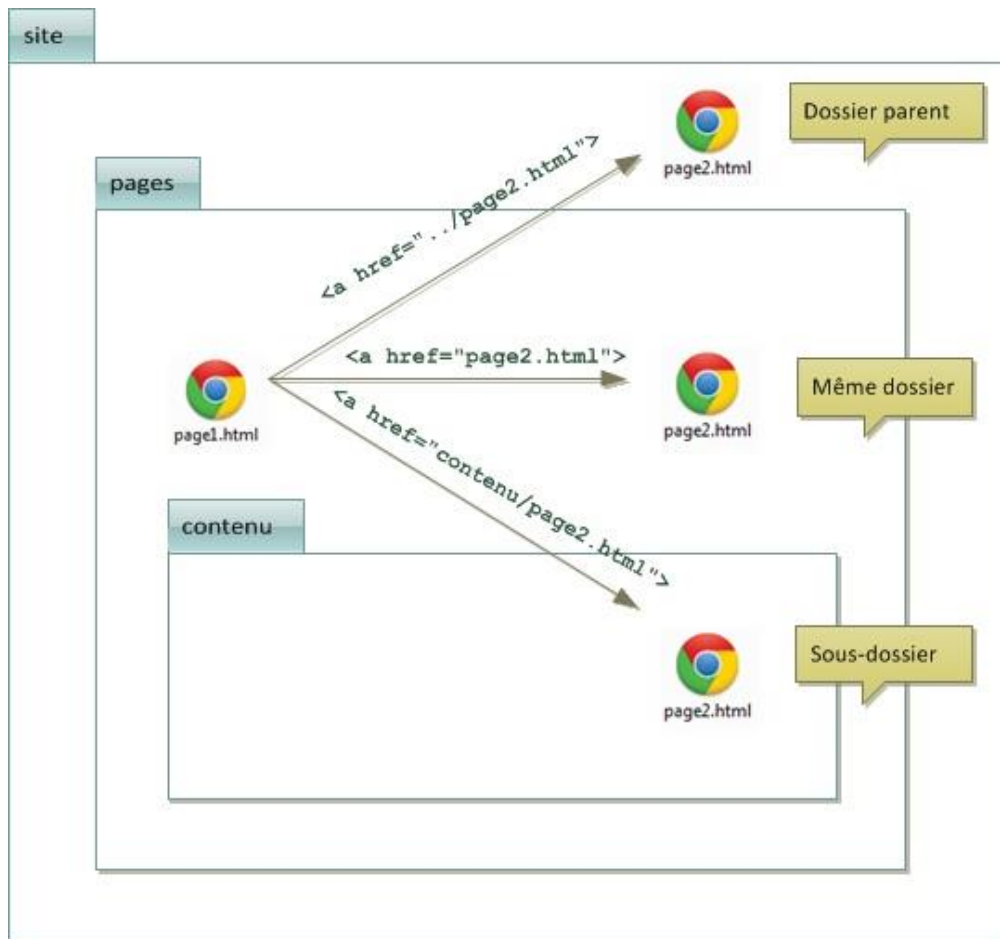 site
Dossier parent
page2.html
pages
<a href="../page2.html">
<a href="page2.html">
page1.html
page2.html
Même dossier
<a href="contenu/page2.html">
contenu
Sous-dossier
page2.html